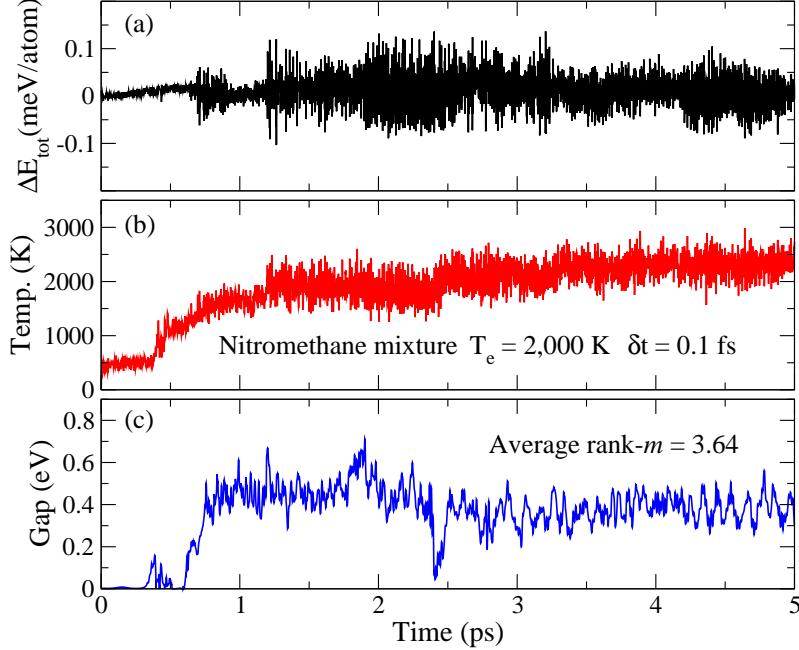 (a)
ΔE_tot(meV/atom)
0.1
0
-0.1
(b)
Temp. (K)
3000
2000
1000
0
Nitromethane mixture T_e = 2,000 K δt = 0.1 fs
(c)
Gap (eV)
0.8
0.6
0.4
0.2
0
Average rank-m = 3.64
0 1 2 3 4 5
Time (ps)